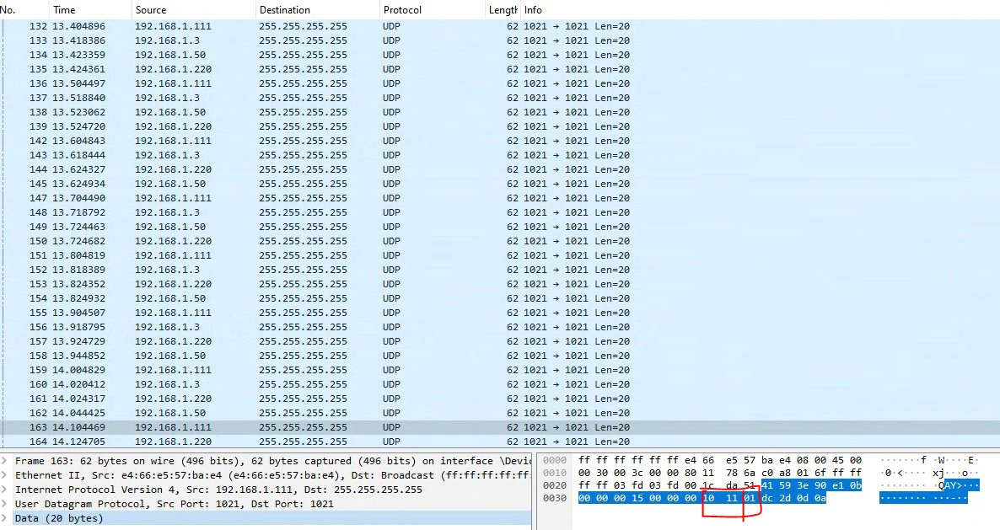 No. Time Source Destination Protocol Length Info
132 13.404896 192.168.1.111 255.255.255.255 UDP 62 1021 → 1021 Len=20
133 13.418386 192.168.1.3 255.255.255.255 UDP 62 1021 → 1021 Len=20
134 13.423359 192.168.1.50 255.255.255.255 UDP 62 1021 → 1021 Len=20
135 13.424361 192.168.1.220 255.255.255.255 UDP 62 1021 → 1021 Len=20
136 13.504497 192.168.1.111 255.255.255.255 UDP 62 1021 → 1021 Len=20
137 13.518840 192.168.1.3 255.255.255.255 UDP 62 1021 → 1021 Len=20
138 13.523062 192.168.1.50 255.255.255.255 UDP 62 1021 → 1021 Len=20
139 13.524720 192.168.1.220 255.255.255.255 UDP 62 1021 → 1021 Len=20
142 13.604843 192.168.1.111 255.255.255.255 UDP 62 1021 → 1021 Len=20
143 13.618444 192.168.1.3 255.255.255.255 UDP 62 1021 → 1021 Len=20
144 13.624327 192.168.1.220 255.255.255.255 UDP 62 1021 → 1021 Len=20
145 13.624934 192.168.1.50 255.255.255.255 UDP 62 1021 → 1021 Len=20
147 13.704490 192.168.1.111 255.255.255.255 UDP 62 1021 → 1021 Len=20
148 13.718792 192.168.1.3 255.255.255.255 UDP 62 1021 → 1021 Len=20
149 13.724463 192.168.1.50 255.255.255.255 UDP 62 1021 → 1021 Len=20
150 13.724682 192.168.1.220 255.255.255.255 UDP 62 1021 → 1021 Len=20
151 13.804819 192.168.1.111 255.255.255.255 UDP 62 1021 → 1021 Len=20
152 13.818389 192.168.1.3 255.255.255.255 UDP 62 1021 → 1021 Len=20
153 13.824352 192.168.1.220 255.255.255.255 UDP 62 1021 → 1021 Len=20
154 13.824932 192.168.1.50 255.255.255.255 UDP 62 1021 → 1021 Len=20
155 13.904507 192.168.1.111 255.255.255.255 UDP 62 1021 → 1021 Len=20
156 13.918795 192.168.1.3 255.255.255.255 UDP 62 1021 → 1021 Len=20
157 13.924729 192.168.1.220 255.255.255.255 UDP 62 1021 → 1021 Len=20
158 13.944852 192.168.1.50 255.255.255.255 UDP 62 1021 → 1021 Len=20
159 14.004829 192.168.1.111 255.255.255.255 UDP 62 1021 → 1021 Len=20
160 14.020412 192.168.1.3 255.255.255.255 UDP 62 1021 → 1021 Len=20
161 14.024317 192.168.1.220 255.255.255.255 UDP 62 1021 → 1021 Len=20
162 14.044425 192.168.1.50 255.255.255.255 UDP 62 1021 → 1021 Len=20
163 14.104469 192.168.1.111 255.255.255.255 UDP 62 1021 → 1021 Len=20
164 14.124705 192.168.1.220 255.255.255.255 UDP 62 1021 → 1021 Len=20
Frame 163: 62 bytes on wire (496 bits), 62 bytes captured (496 bits) on interface \Devic
Ethernet II, Src: e4:66:e5:57:ba:e4 (e4:66:e5:57:ba:e4), Dst: Broadcast (ff:ff:ff:ff:ff:
Internet Protocol Version 4, Src: 192.168.1.111, Dst: 255.255.255.255
User Datagram Protocol, Src Port: 1021, Dst Port: 1021
Data (20 bytes)
0000 ff ff ff ff ff ff e4 66 e5 57 ba e4 08 00 45 00 ·······f ·W····E·
0010 00 30 00 3c 00 00 80 11 78 6a c0 a8 01 6f ff ff ·0·<···· xj···o··
0020 ff ff 03 fd 03 fd 00 1c da 51 41 59 3e 90 e1 0b ········ ·QAY>···
0030 00 00 00 15 00 00 00 10 11 01 dc 2d 0d 0a ········ ···-··